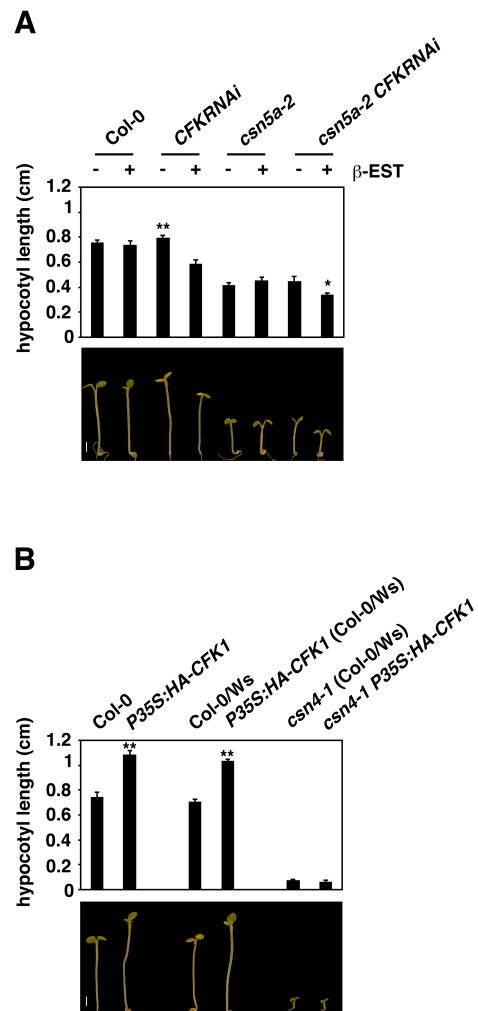 A
Col-0
CFKRNAi
csn5a-2
csn5a-2 CFKRNAi
- + - + - + - + β-EST
hypocotyl length (cm)
1.2
1
0.8
0.6
0.4
0.2
0
**
*
B
Col-0
P35S:HA-CFK1
Col-0/Ws
P35S:HA-CFK1 (Col-0/Ws)
csn4-1 (Col-0/Ws)
csn4-1 P35S:HA-CFK1
hypocotyl length (cm)
1.2
1
0.8
0.6
0.4
0.2
0
**
**